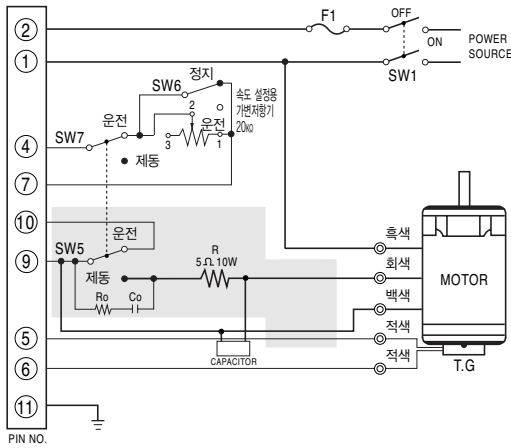 ② F1 OFF
ON POWER SOURCE
① SW1
SW6 정지
속도 설정용
가변저항기
20KΩ
운전 2 운전
④ SW7 3 1
제동
⑦
⑩
운전
⑨ SW5 R
5Ω 10W
제동
Ro Co
CAPACITOR
흑색
회색
백색
적색
적색
MOTOR
T.G
⑤
⑥
⑪
PIN NO.